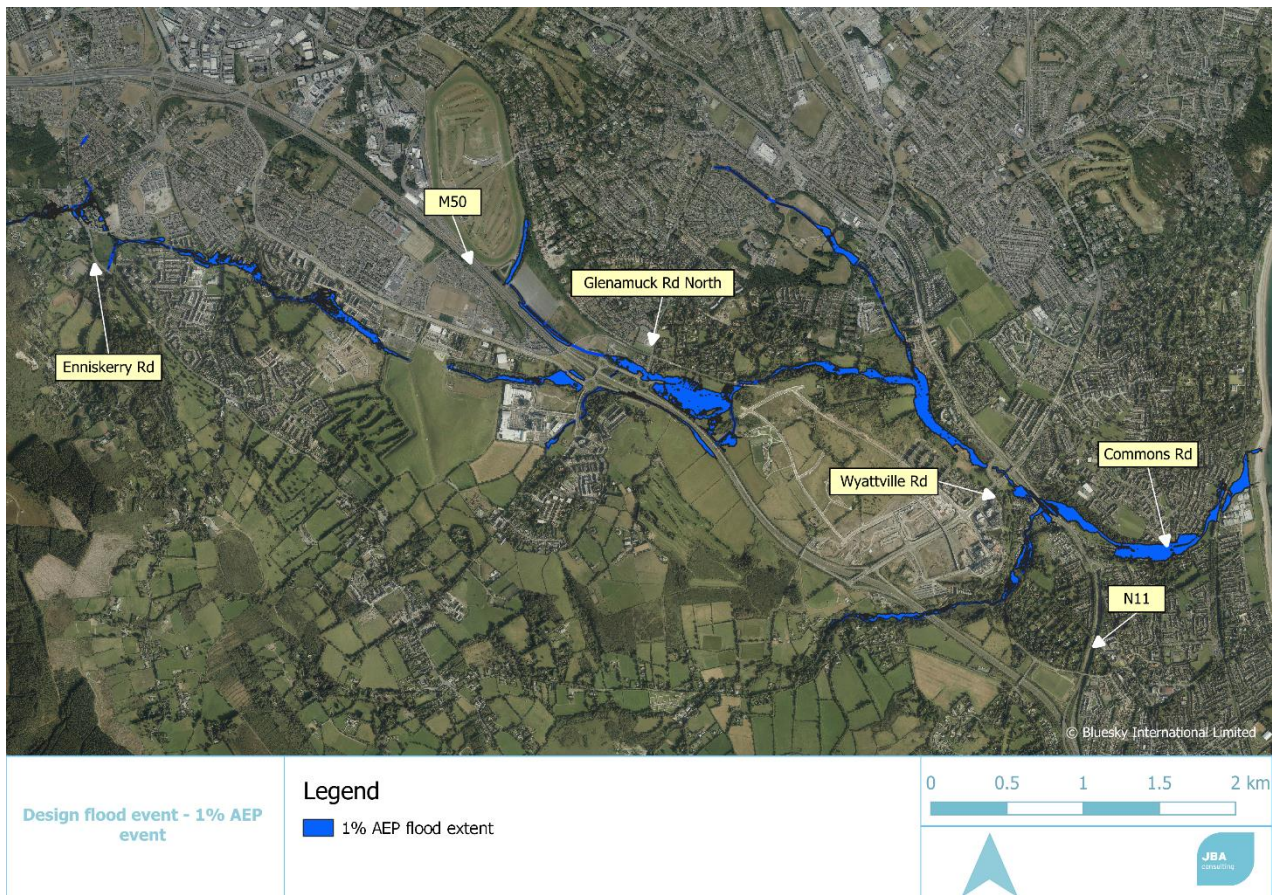 M50
Glenamuck Rd North
Enniskerry Rd
Commons Rd
Wyattville Rd
N11
© Bluesky International Limited
Design flood event - 1% AEP
event
Legend
1% AEP flood extent
0 0.5 1 1.5 2 km
JBA
consulting